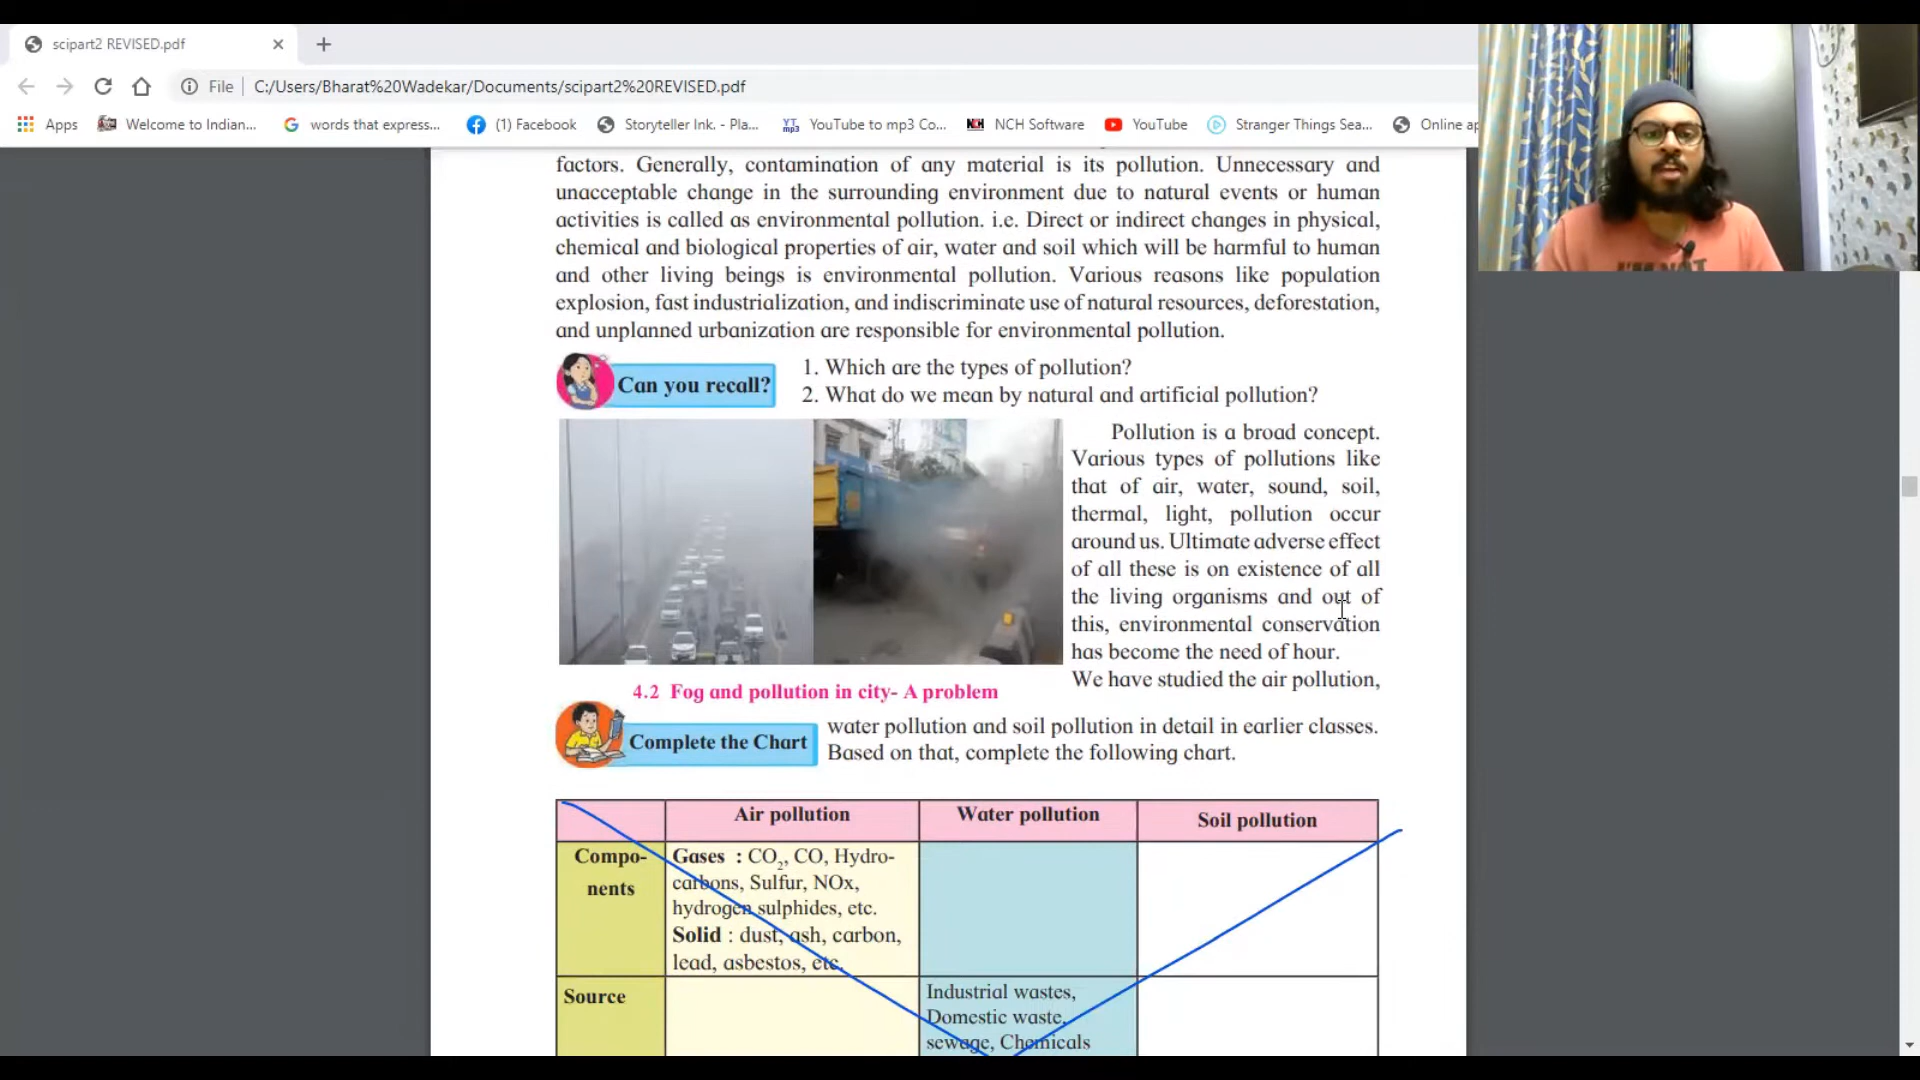 scipart2 REVISED.pdf
File
C:/Users/Bharat%20Wadekar/Documents/scipart2%20REVISED.pdf
Apps
Welcome to Indian...
words that express...
(1) Facebook
Storyteller Ink. - Pla...
YouTube to mp3 Co...
NCH Software
YouTube
Stranger Things Sea...
Online ap
factors. Generally, contamination of any material is its pollution. Unnecessary and
unacceptable change in the surrounding environment due to natural events or human
activities is called as environmental pollution. i.e. Direct or indirect changes in physical,
chemical and biological properties of air, water and soil which will be harmful to human
and other living beings is environmental pollution. Various reasons like population
explosion, fast industrialization, and indiscriminate use of natural resources, deforestation,
and unplanned urbanization are responsible for environmental pollution.
Can you recall?
1. Which are the types of pollution?
2. What do we mean by natural and artificial pollution?
Pollution is a broad concept.
Various types of pollutions like
that of air, water, sound, soil,
thermal, light, pollution occur
around us. Ultimate adverse effect
of all these is on existence of all
the living organisms and out of
this, environmental conservation
has become the need of hour.
We have studied the air pollution,
4.2 Fog and pollution in city- A problem
Complete the Chart
water pollution and soil pollution in detail in earlier classes.
Based on that, complete the following chart.
Air pollution
Water pollution
Soil pollution
Compo-
nents
Gases : CO₂, CO, Hydro-
carbons, Sulfur, NOx,
hydrogen sulphides, etc.
Solid : dust, ash, carbon,
lead, asbestos, etc.
Source
Industrial wastes,
Domestic waste,
sewage, Chemicals